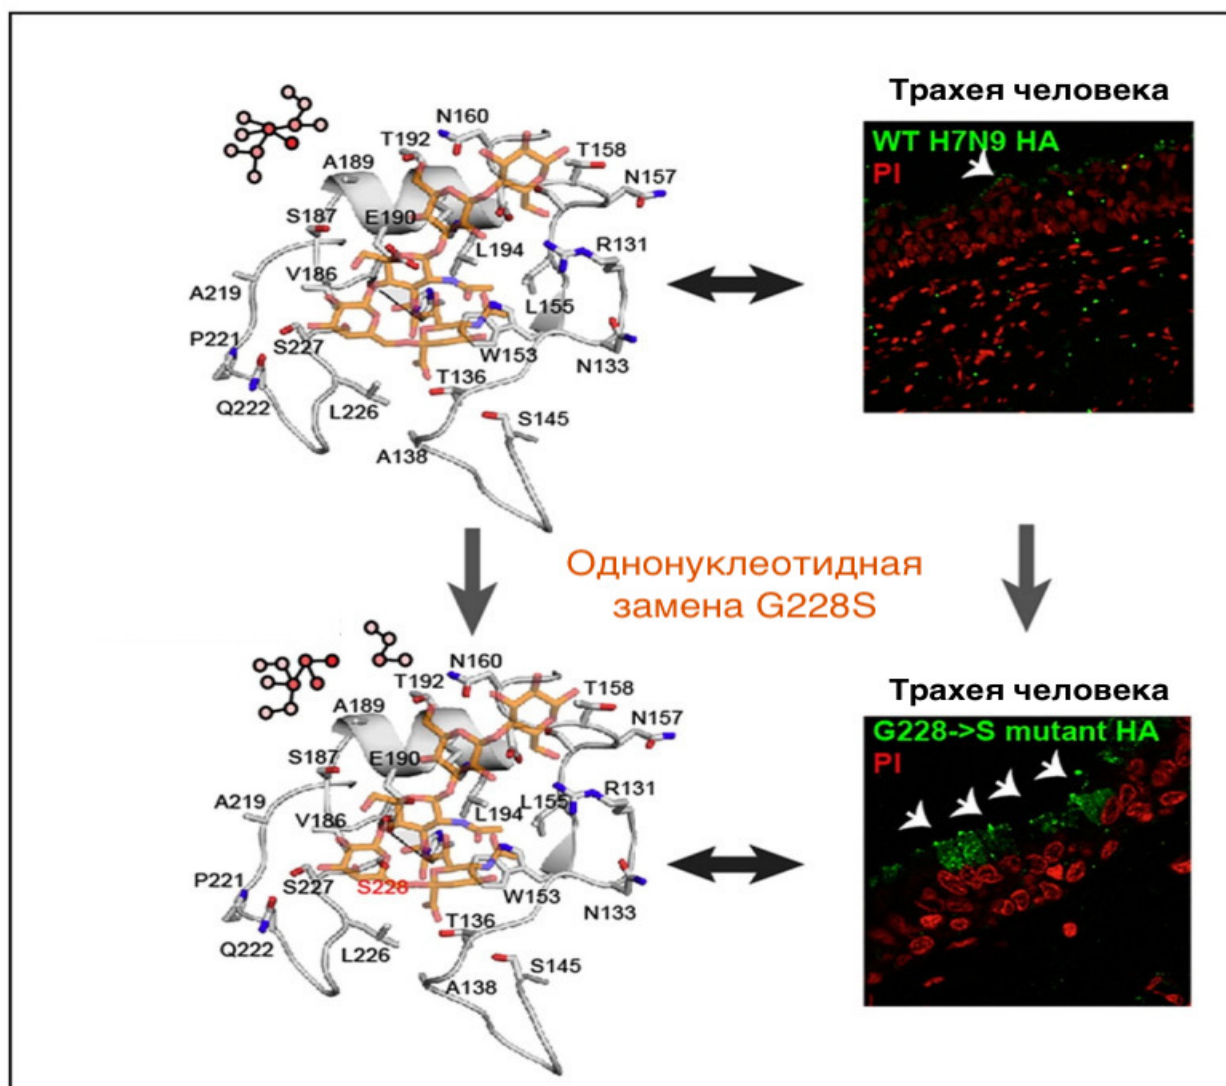 Трахея человека
WT H7N9 HA
PI
N160
T192
T158
A189
N157
S187
E190
R131
L194
V186
A219
L155
P221
S227
W153
N133
T136
Q222
L226
S145
A138
Однонуклеотидная
замена G228S
Трахея человека
G228->S mutant HA
PI
N160
T192
T158
A189
N157
S187
E190
R131
L155
A219
L194
V186
P221
S227
S228
W153
N133
T136
Q222
L226
S145
A138